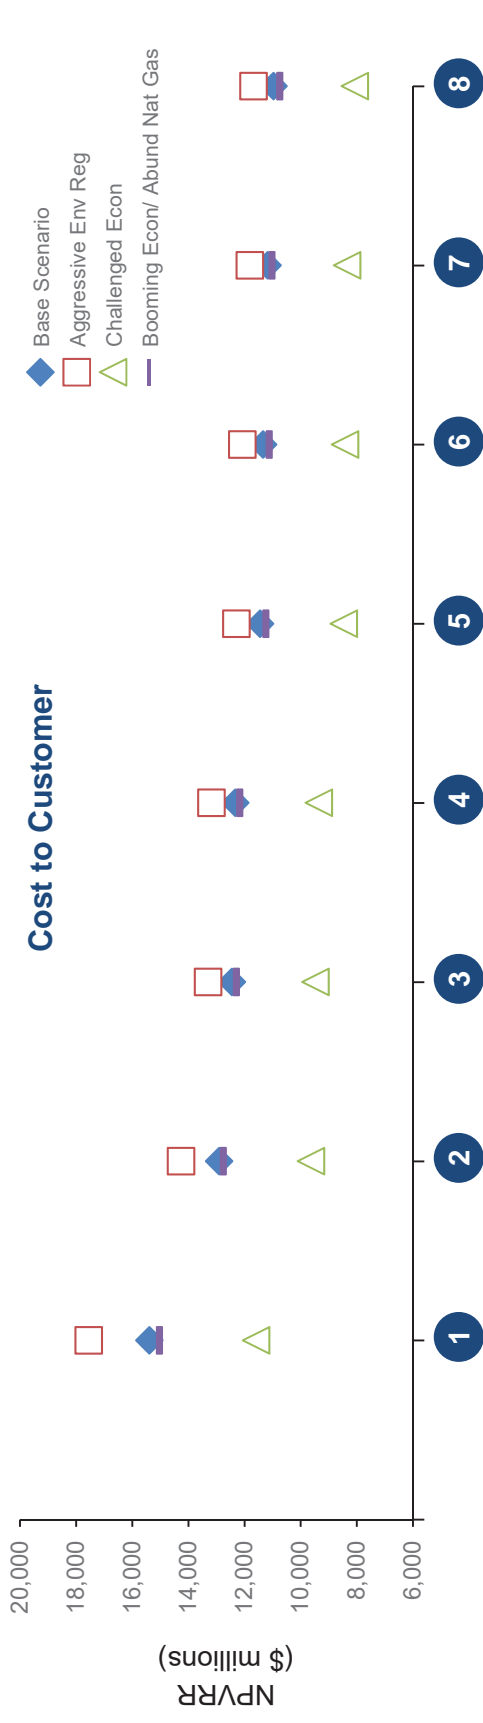 Cost to Customer
Base Scenario
Aggressive Env Reg
Challenged Econ
Booming Econ/ Abund Nat Gas
NPVRR
($ millions)
20,000
18,000
16,000
14,000
12,000
10,000
8,000
6,000
1
2
3
4
5
6
7
8